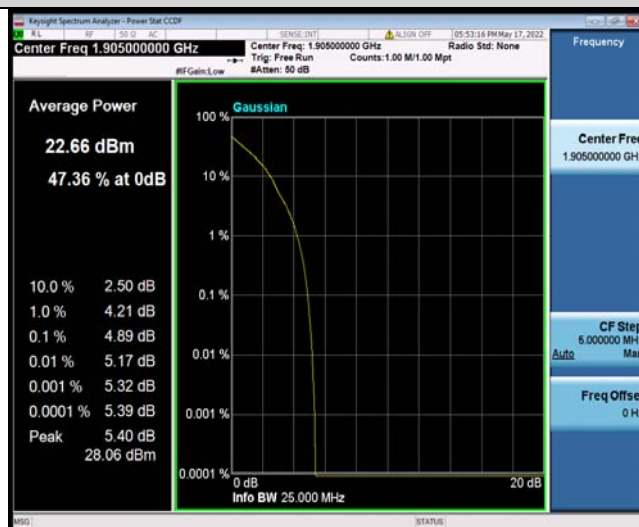 Keysight Spectrum Analyzer - Power Stat CCDF
RL RF 50 Ω AC SENSE:INT ALIGN OFF 05:53:16 PM May 17, 2022
Center Freq 1.905000000 GHz
Center Freq: 1.905000000 GHz Radio Std: None
Trig: Free Run Counts:1.00 M/1.00 Mpt
#IFGain:Low #Atten: 50 dB
Frequency
Average Power
22.66 dBm
47.36 % at 0dB
10.0 % 2.50 dB
1.0 % 4.21 dB
0.1 % 4.89 dB
0.01 % 5.17 dB
0.001 % 5.32 dB
0.0001 % 5.39 dB
Peak 5.40 dB
28.06 dBm
Gaussian
100 %
10 %
1 %
0.1 %
0.01 %
0.001 %
0.0001 %
0 dB 20 dB
Info BW 25.000 MHz
Center Freq
1.905000000 GH
CF Step
5.000000 MH
Auto Man
Freq Offse
0 H
MSG STATUS